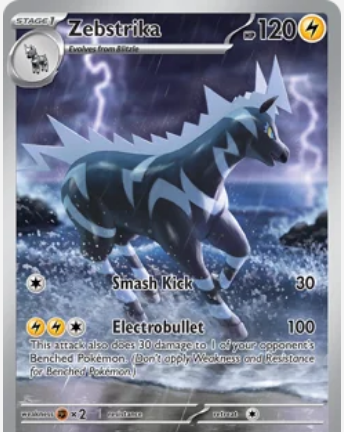 STAGE 1
Zebstrika
HP 120
Evolves from Blitzle
Smash Kick 30
Electrobullet 100
This attack also does 30 damage to 1 of your opponent's
Benched Pokémon. (Don't apply Weakness and Resistance
for Benched Pokémon.)
weakness ×2 resistance retreat